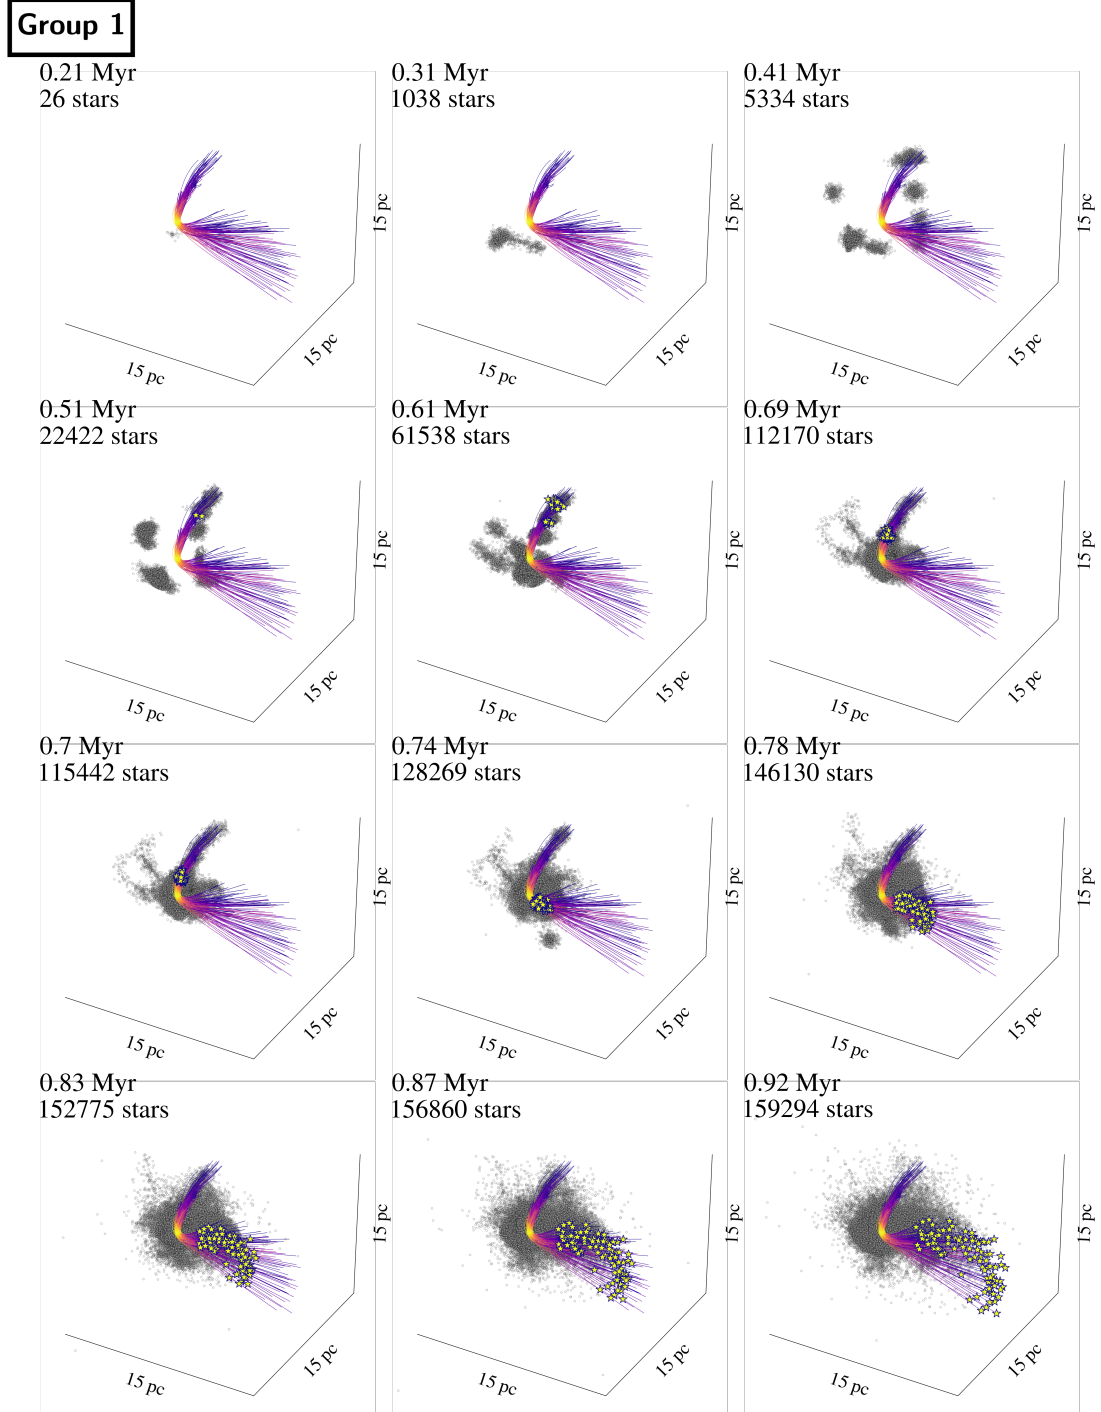 Group 1
0.21 Myr
26 stars
15 pc
15 pc
15 pc
0.31 Myr
1038 stars
15 pc
15 pc
15 pc
0.41 Myr
5334 stars
15 pc
15 pc
15 pc
0.51 Myr
22422 stars
15 pc
15 pc
15 pc
0.61 Myr
61538 stars
15 pc
15 pc
15 pc
0.69 Myr
112170 stars
15 pc
15 pc
15 pc
0.7 Myr
115442 stars
15 pc
15 pc
15 pc
0.74 Myr
128269 stars
15 pc
15 pc
15 pc
0.78 Myr
146130 stars
15 pc
15 pc
15 pc
0.83 Myr
152775 stars
15 pc
15 pc
15 pc
0.87 Myr
156860 stars
15 pc
15 pc
15 pc
0.92 Myr
159294 stars
15 pc
15 pc
15 pc